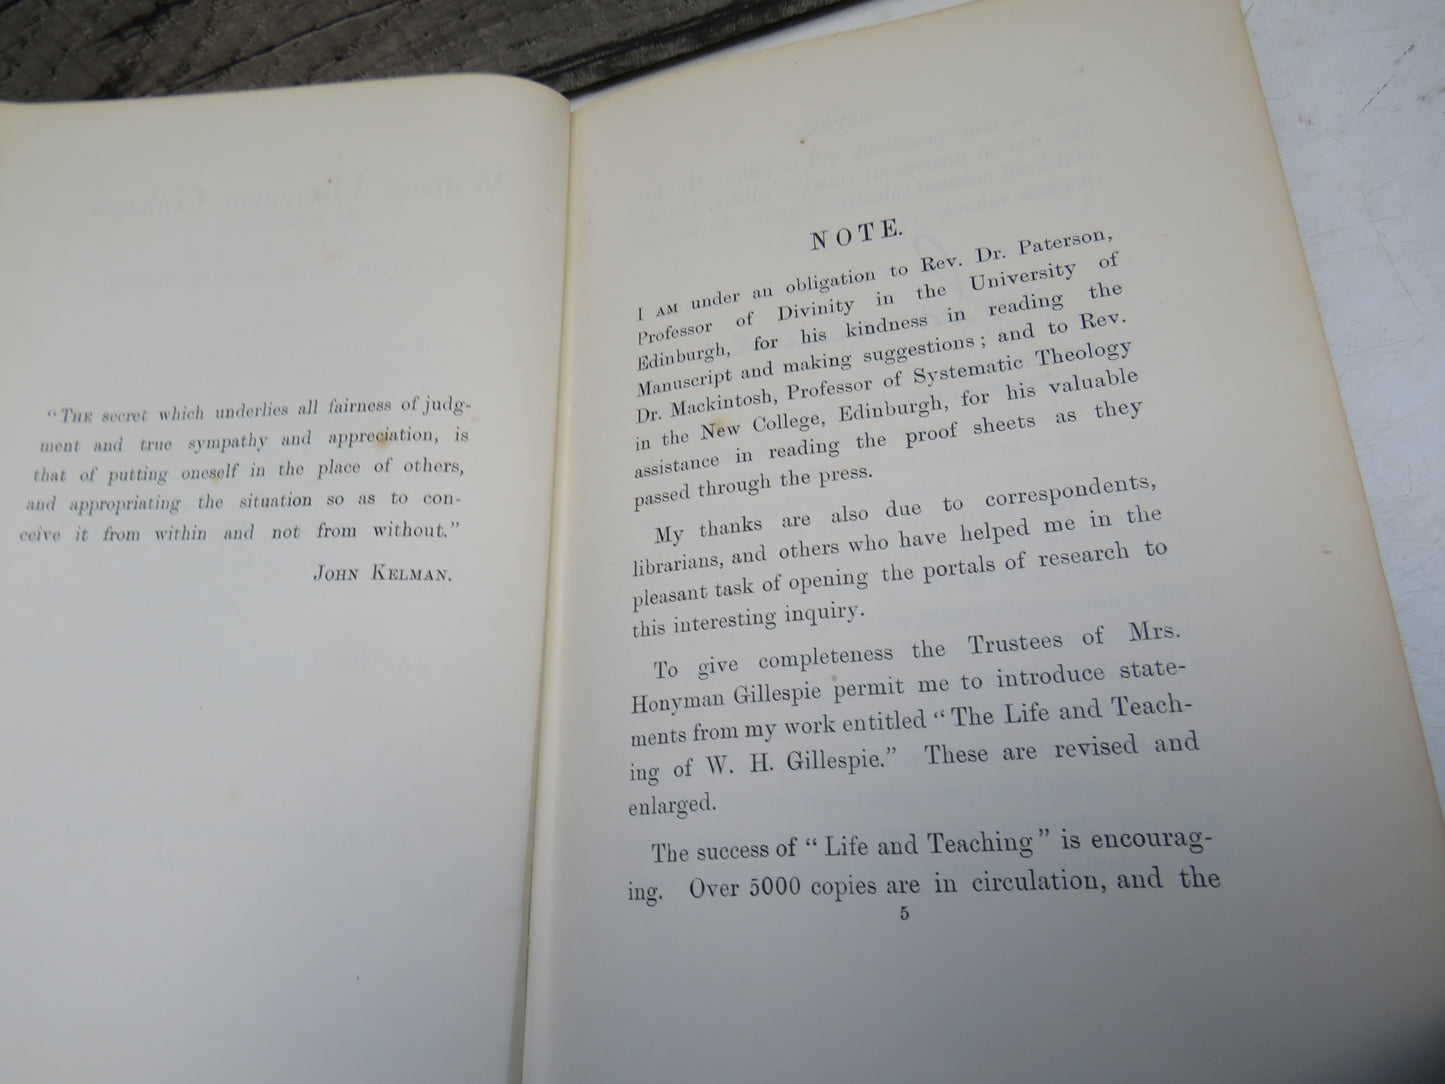 "THE secret which underlies all fairness of judg-
ment and true sympathy and appreciation, is
that of putting oneself in the place of others,
and appropriating the situation so as to con-
ceive it from within and not from without."
JOHN KELMAN.
NOTE.
I AM under an obligation to Rev. Dr. Paterson,
Professor of Divinity in the University of
Edinburgh, for his kindness in reading the
Manuscript and making suggestions; and to Rev.
Dr. Mackintosh, Professor of Systematic Theology
in the New College, Edinburgh, for his valuable
assistance in reading the proof sheets as they
passed through the press.
My thanks are also due to correspondents,
librarians, and others who have helped me in the
pleasant task of opening the portals of research to
this interesting inquiry.
To give completeness the Trustees of Mrs.
Honyman Gillespie permit me to introduce state-
ments from my work entitled "The Life and Teach-
ing of W. H. Gillespie." These are revised and
enlarged.
The success of "Life and Teaching" is encourag-
ing. Over 5000 copies are in circulation, and the
5